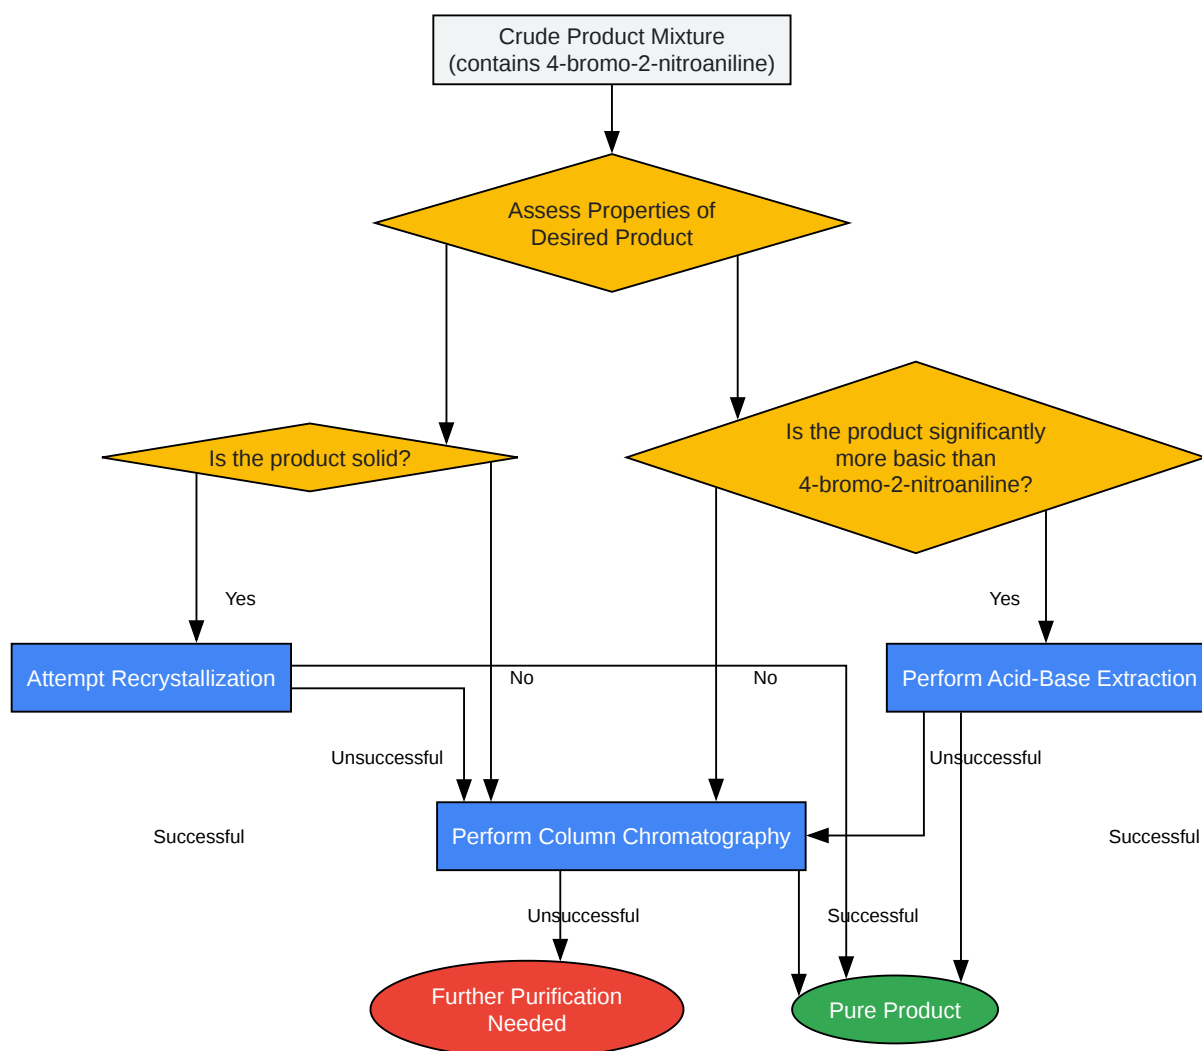 Crude Product Mixture
(contains 4-bromo-2-nitroaniline)
Assess Properties of
Desired Product
Is the product solid?
Is the product significantly
more basic than
4-bromo-2-nitroaniline?
Yes
Yes
Attempt Recrystallization
No
No
Perform Acid-Base Extraction
Unsuccessful
Unsuccessful
Successful
Perform Column Chromatography
Successful
Unsuccessful
Successful
Further Purification
Needed
Pure Product